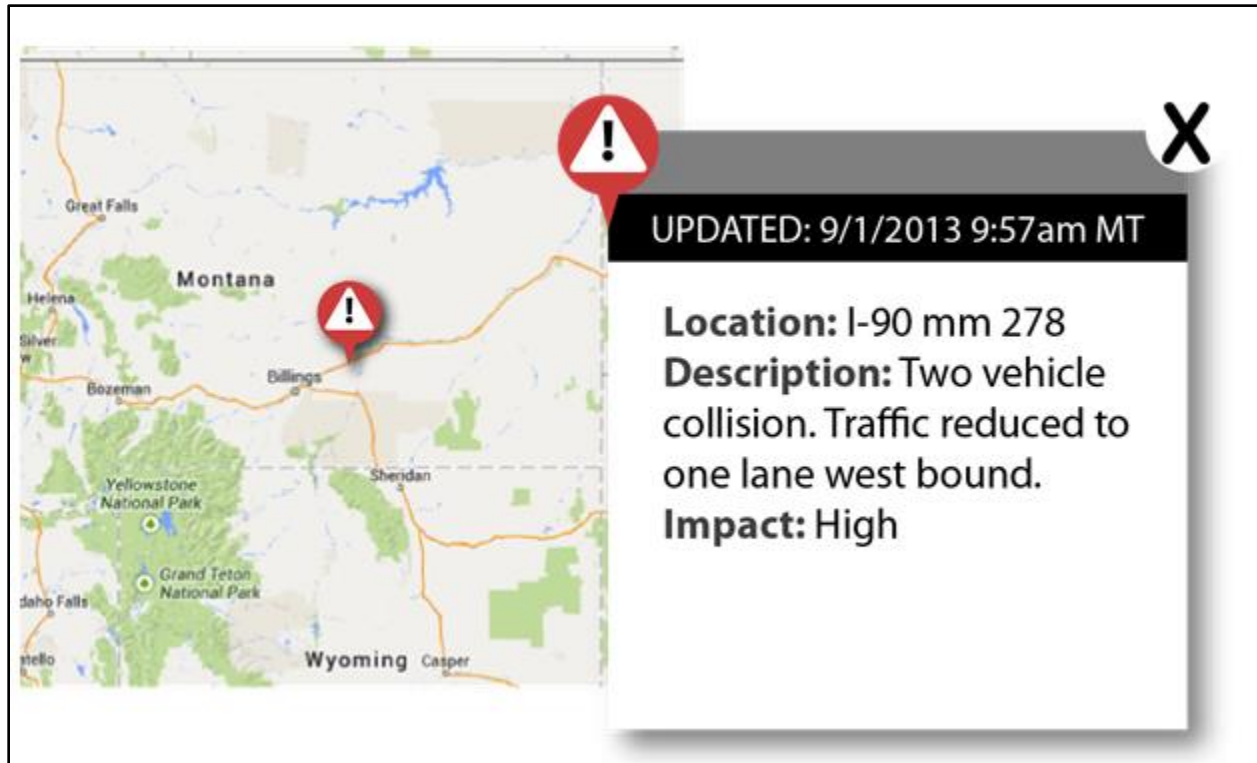 Great Falls
Montana
Helena
Silver
w
Billings
Bozeman
Sheridan
Yellowstone
National Park
Grand Teton
National Park
daho Falls
Wyoming
Casper
tello
!
!
X
UPDATED: 9/1/2013 9:57am MT
Location: I-90 mm 278
Description: Two vehicle
collision. Traffic reduced to
one lane west bound.
Impact: High